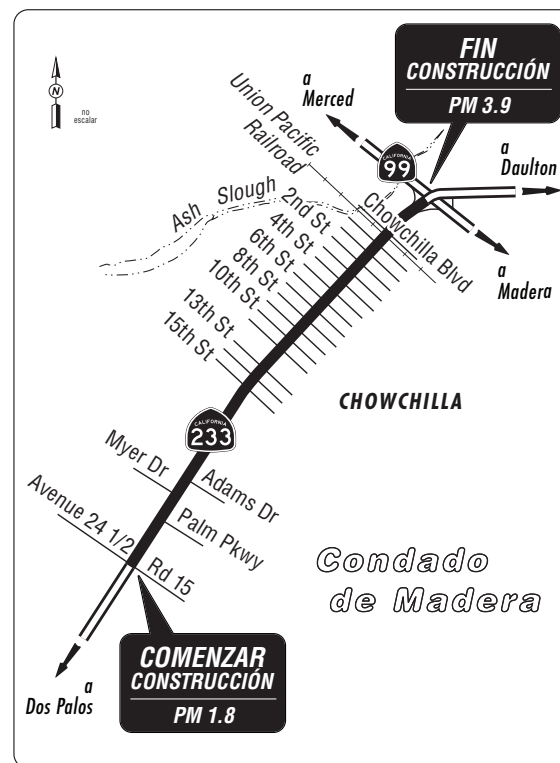 FIN
CONSTRUCCIÓN
PM 3.9
N
no
escalar
a
Merced
Union Pacific
Railroad
CALIFORNIA
99
a
Daulton
Ash Slough
2nd St
4th St
6th St
8th St
10th St
13th St
15th St
Chowchilla Blvd
a
Madera
CHOWCHILLA
CALIFORNIA
233
Myer Dr
Adams Dr
Avenue 24 1/2
Palm Pkwy
Rd 15
Condado
de Madera
COMENZAR
CONSTRUCCIÓN
PM 1.8
a
Dos Palos